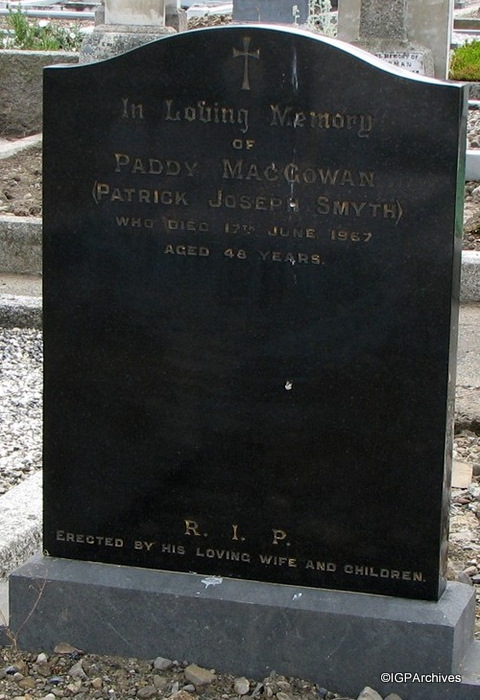 In Loving Memory
OF
PADDY MACGOWAN
(PATRICK JOSEPH SMYTH)
WHO DIED 17TH JUNE 1967
AGED 48 YEARS.
R. I. P.
ERECTED BY HIS LOVING WIFE AND CHILDREN.
©IGPArchives